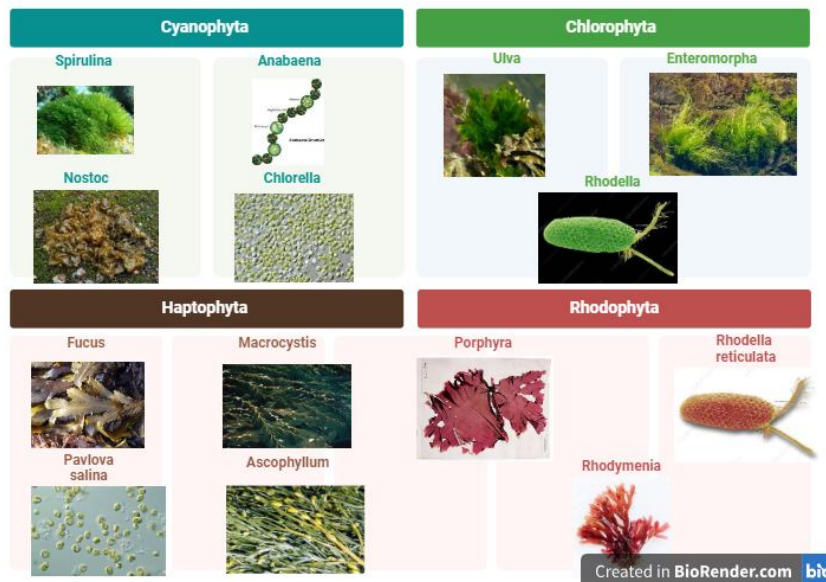 Cyanophyta
Chlorophyta
Spirulina
Anabaena
Ulva
Enteromorpha
Nostoc
Chlorella
Rhodella
Haptophyta
Rhodophyta
Fucus
Macrocystis
Porphyra
Rhodella
reticulata
Pavlova
salina
Ascophyllum
Rhodymenia
Created in BioRender.com